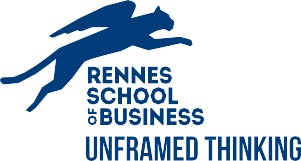 RENNES
SCHOOL
OF BUSINESS
UNFRAMED THINKING